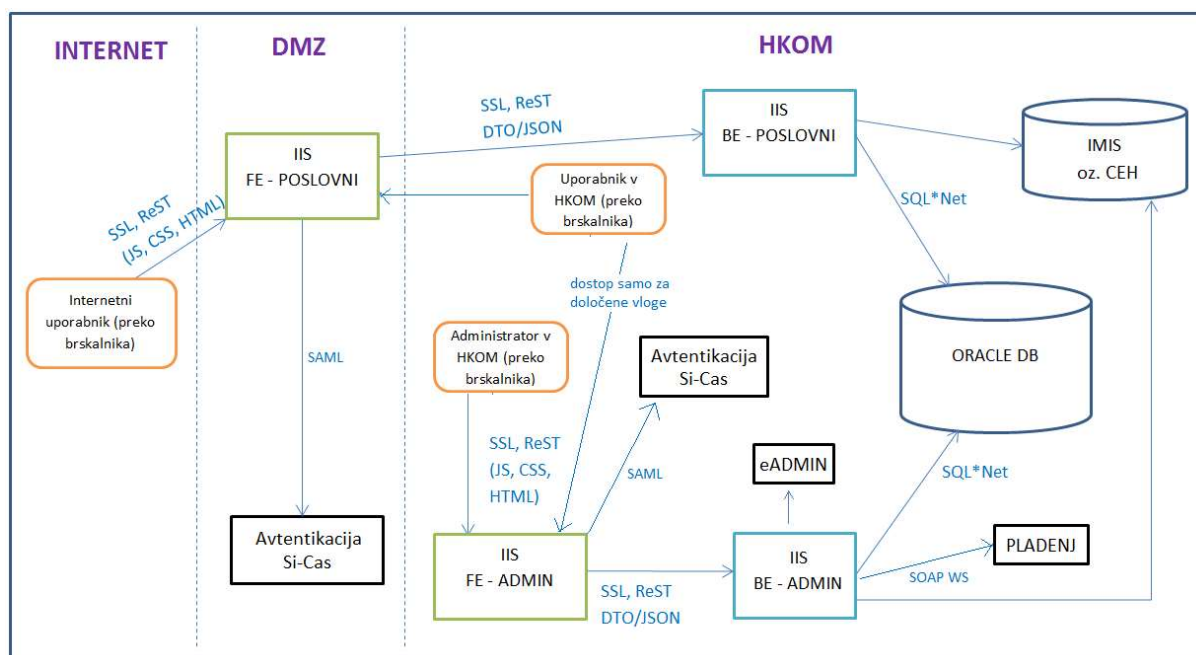 INTERNET
DMZ
HKOM
SSL, ReST
DTO/JSON
IIS
FE - POSLOVNI
IIS
BE - POSLOVNI
IMIS
oz. CEH
Uporabnik v
HKOM (preko
brskalnika)
SQL*Net
SSL, ReST
(JS, CSS, HTML)
Internetni
uporabnik (preko
brskalnika)
dostop samo za
določene vloge
Administrator v
HKOM (preko
brskalnika)
SAML
Avtentikacija
Si-Cas
ORACLE DB
SSL, ReST
(JS, CSS,
HTML)
SAML
eADMIN
SQL*Net
Avtentikacija
Si-Cas
IIS
FE - ADMIN
SSL, ReST
DTO/JSON
IIS
BE - ADMIN
PLADENJ
SOAP WS